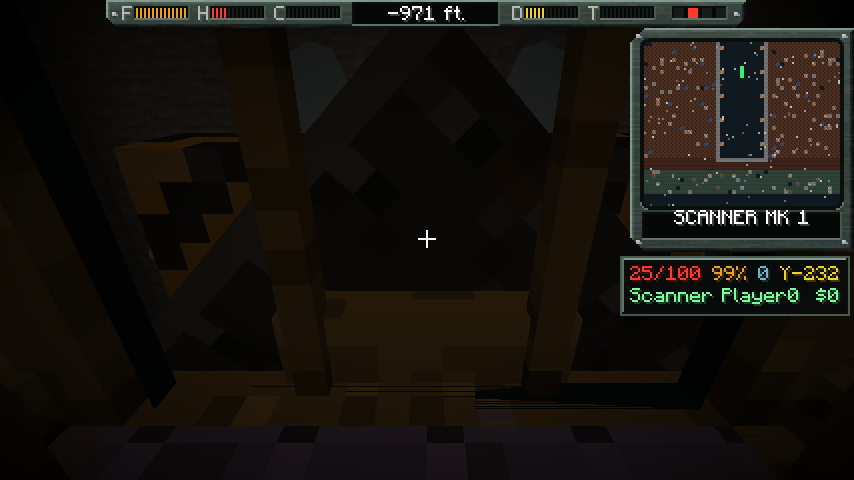 F H C -971 ft. D T
SCANNER MK 1
25/100 99% 0 Y-232
Scanner Player0 $0